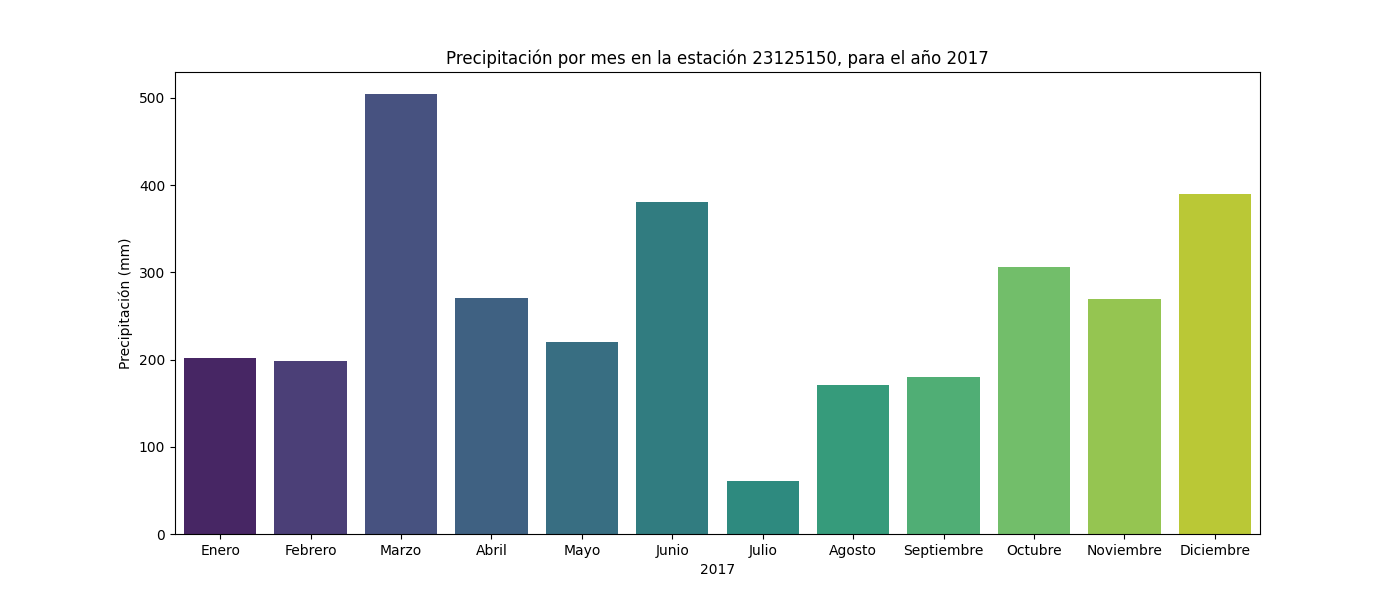 Precipitación por mes en la estación 23125150, para el año 2017
Precipitación (mm)
500
400
300
200
100
0
Enero Febrero Marzo Abril Mayo Junio Julio Agosto Septiembre Octubre Noviembre Diciembre
2017